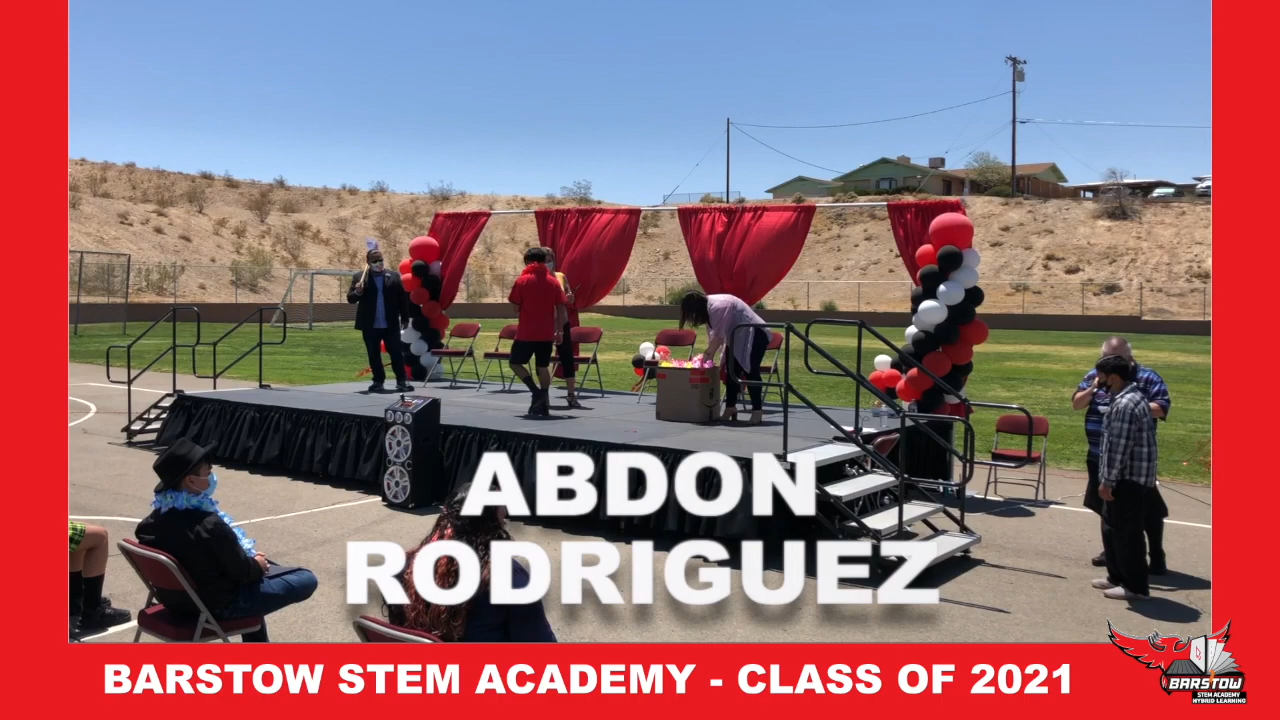 ABDON
RODRIGUEZ
BARSTOW STEM ACADEMY - CLASS OF 2021
BARSTOW
STEM ACADEMY
HYBRID LEARNING